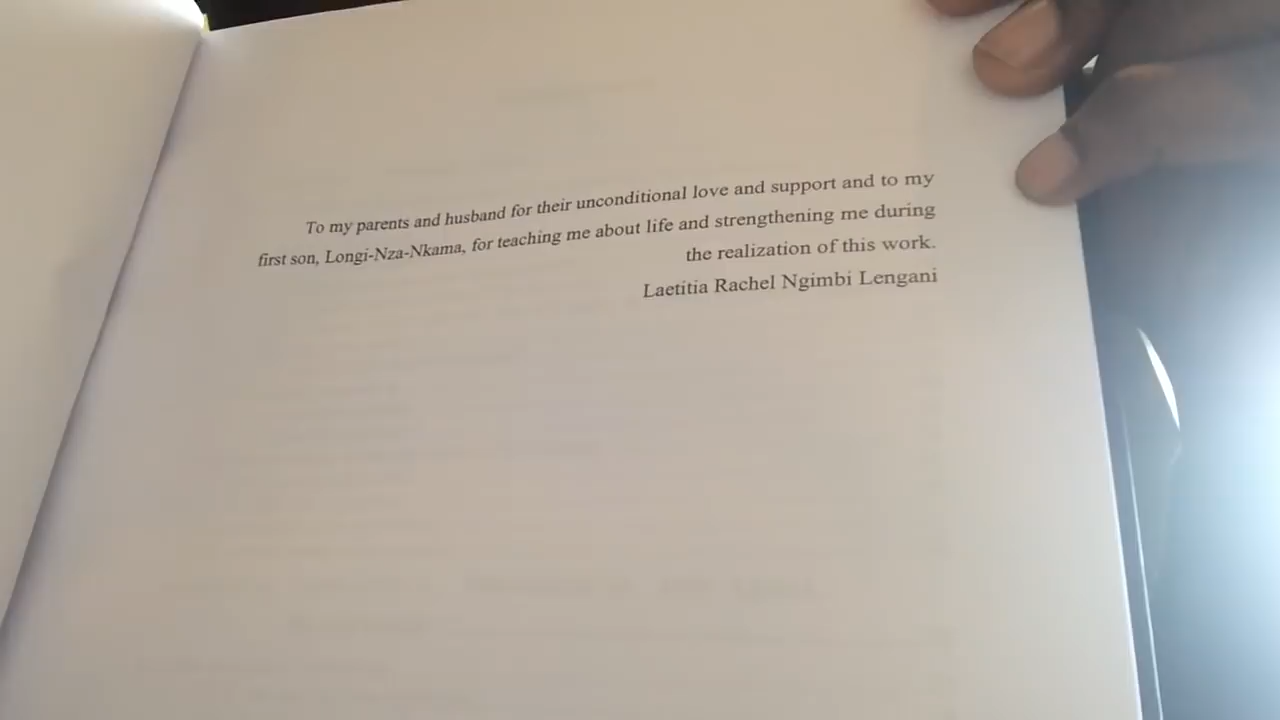 To my parents and husband for their unconditional love and support and to my
first son, Longi-Nza-Nkama, for teaching me about life and strengthening me during
the realization of this work.
Laetitia Rachel Ngimbi Lengani